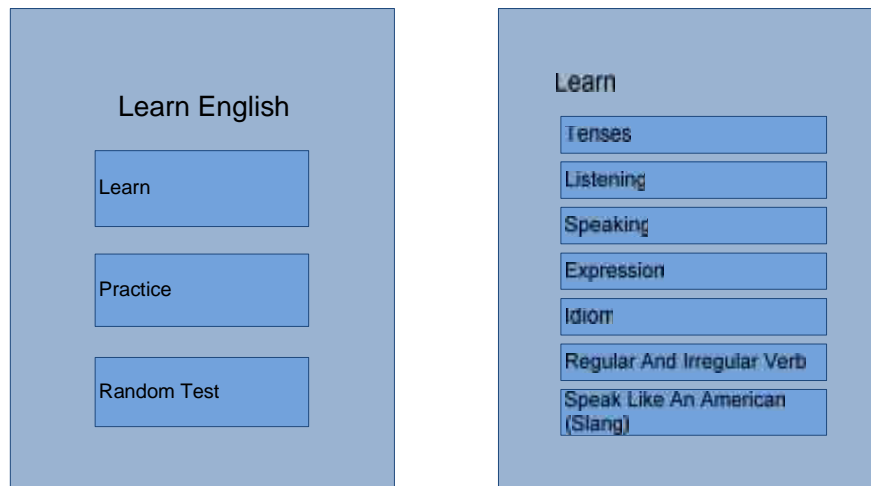 Learn English
Learn
Practice
Random Test
Learn
Tenses
Listening
Speaking
Expression
Idiom
Regular And Irregular Verb
Speak Like An American
(Slang)